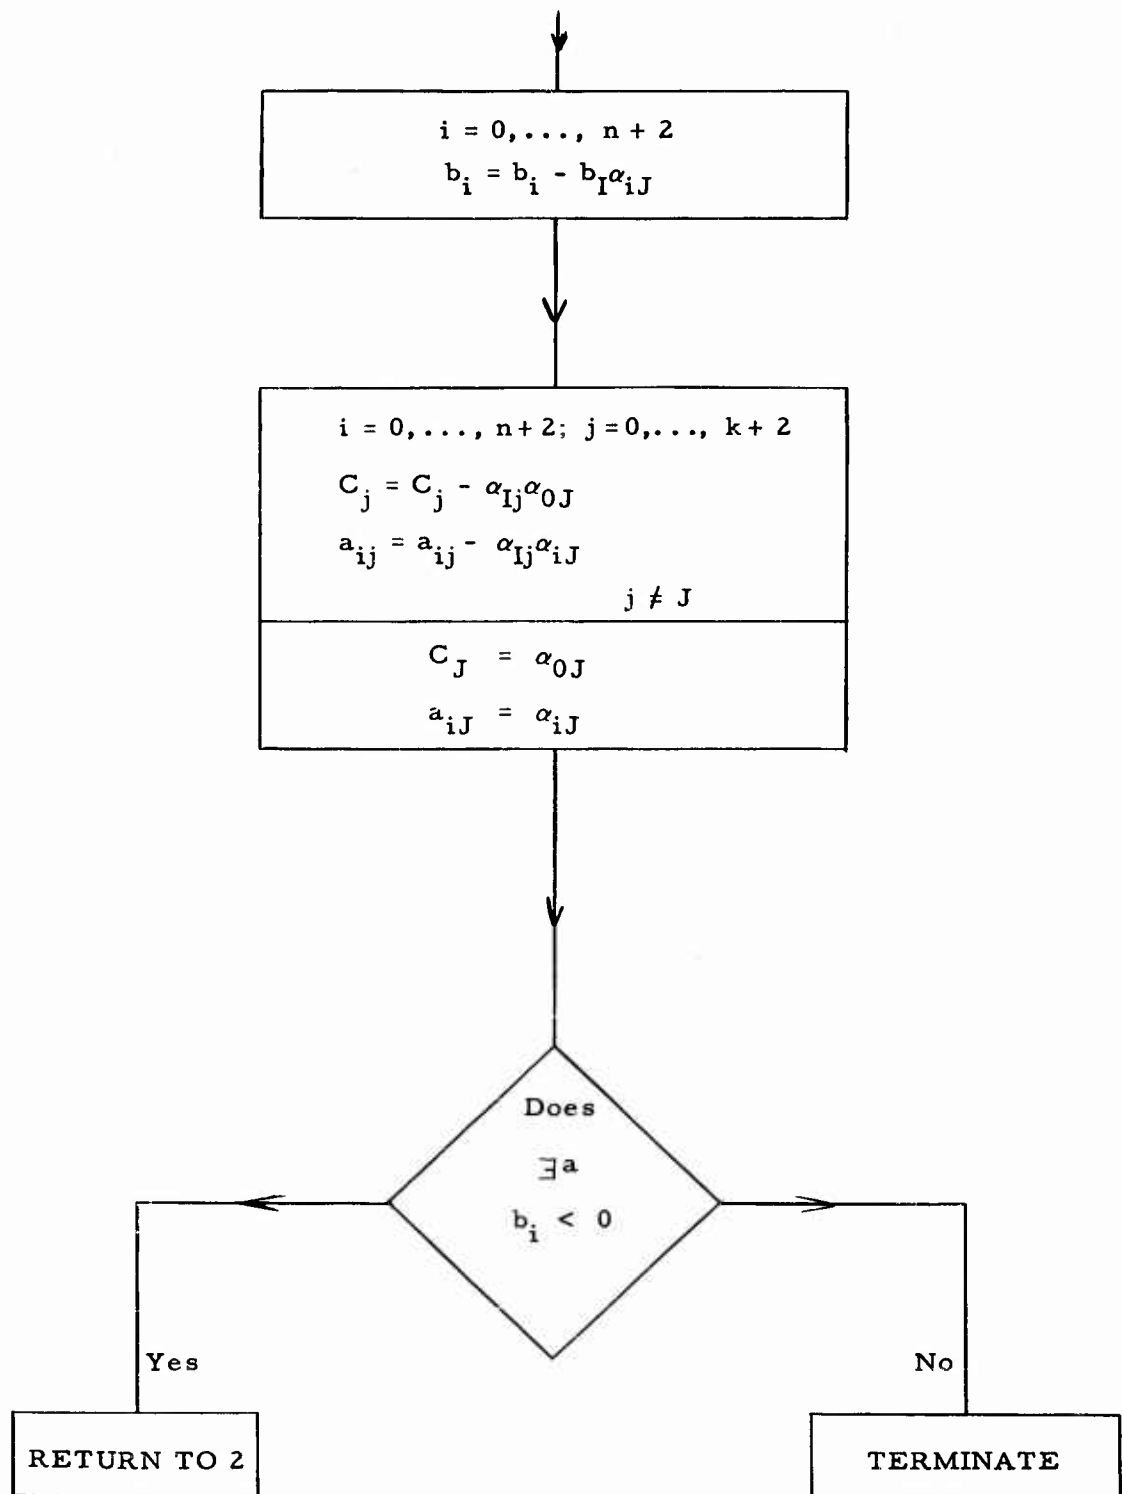 i = 0,..., n + 2
b_i = b_i - b_I α_iJ
i = 0,..., n + 2; j = 0,..., k + 2
C_j = C_j - α_Ij α_0J
a_ij = a_ij - α_Ij α_iJ
j ≠ J
C_J = α_0J
a_iJ = α_iJ
Does
∃ a
b_i < 0
Yes
No
RETURN TO 2
TERMINATE